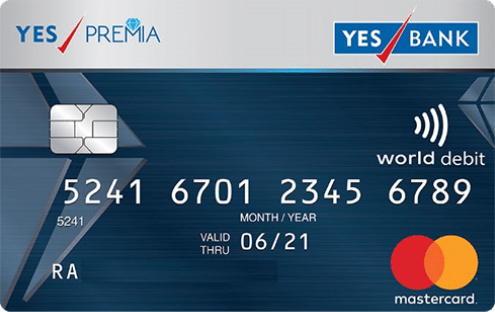 YES PREMIA
YES BANK
world debit
5241 6701 2345 6789
5241
MONTH / YEAR
VALID THRU 06/21
RA
mastercard.